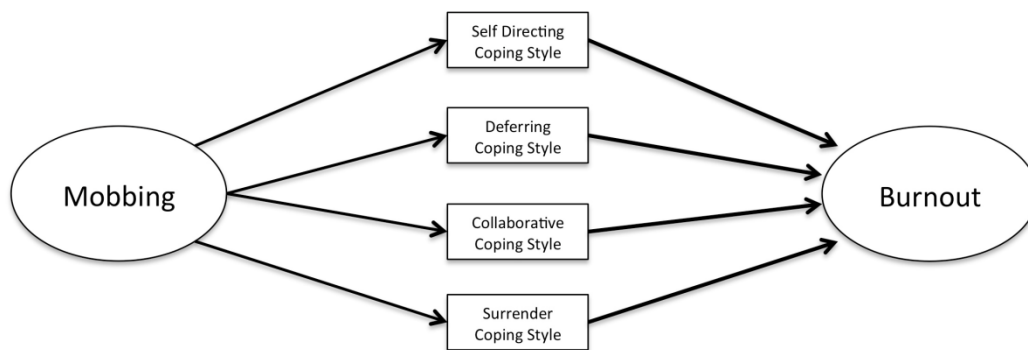 Self Directing
Coping Style
Deferring
Coping Style
Mobbing
Burnout
Collaborative
Coping Style
Surrender
Coping Style